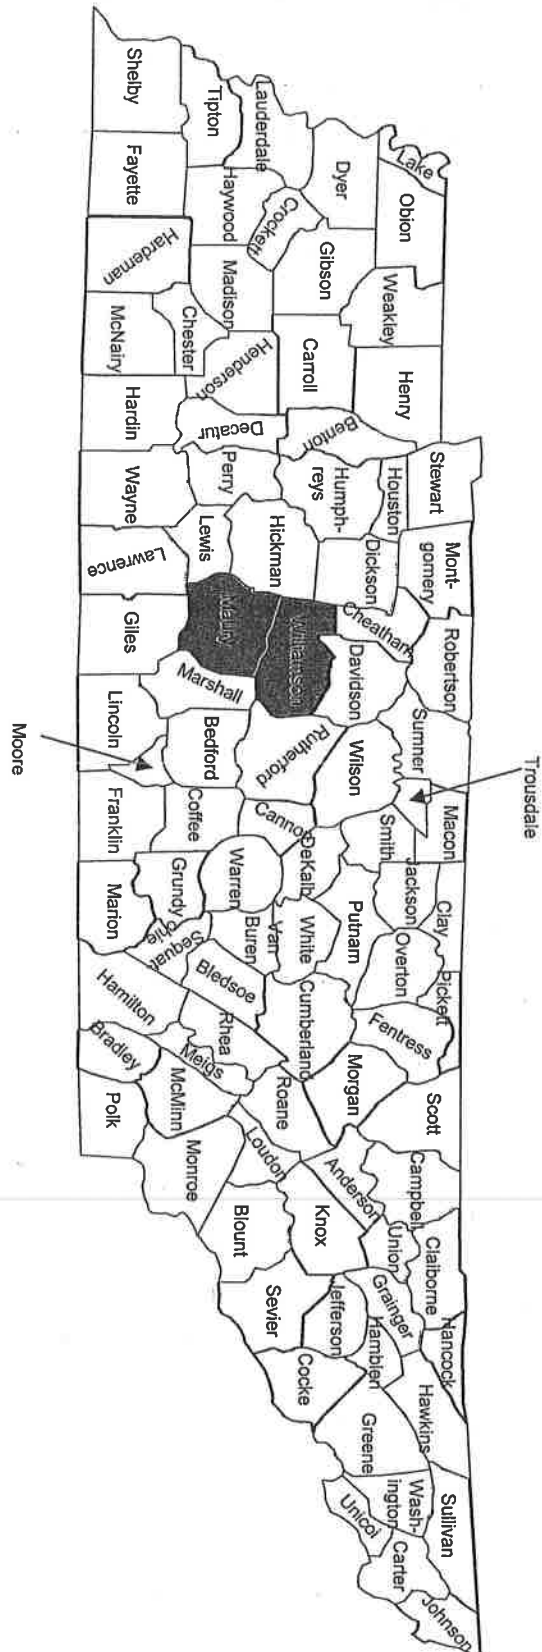 Trousdale
Lake
Obion
Weakley
Henry
Stewart
Mont-
gomery
Robertson
Sumner
Macon
Clay
Pickett
Scott
Campbell
Claiborne
Hancock
Hawkins
Sullivan
Johnson
Dyer
Gibson
Carroll
Benton
Houston
Humph-
reys
Dickson
Cheatham
Davidson
Wilson
Smith
Jackson
Overton
Fentress
Putnam
Morgan
Anderson
Union
Grainger
Hamblen
Jefferson
Greene
Wash-
ington
Unicoi
Carter
Lauderdale
Crockett
Tipton
Haywood
Madison
Henderson
Decatur
Perry
Hickman
Lewis
Maury
Williamson
Rutherford
Cannon
DeKalb
White
Van
Buren
Warren
Cumberland
Roane
Loudon
Knox
Blount
Sevier
Cocke
Shelby
Fayette
Hardeman
Chester
McNairy
Hardin
Wayne
Lawrence
Giles
Marshall
Bedford
Coffee
Grundy
Sequat-
chie
Bledsoe
Rhea
Meigs
McMinn
Monroe
Lincoln
Franklin
Marion
Hamilton
Bradley
Polk
Moore